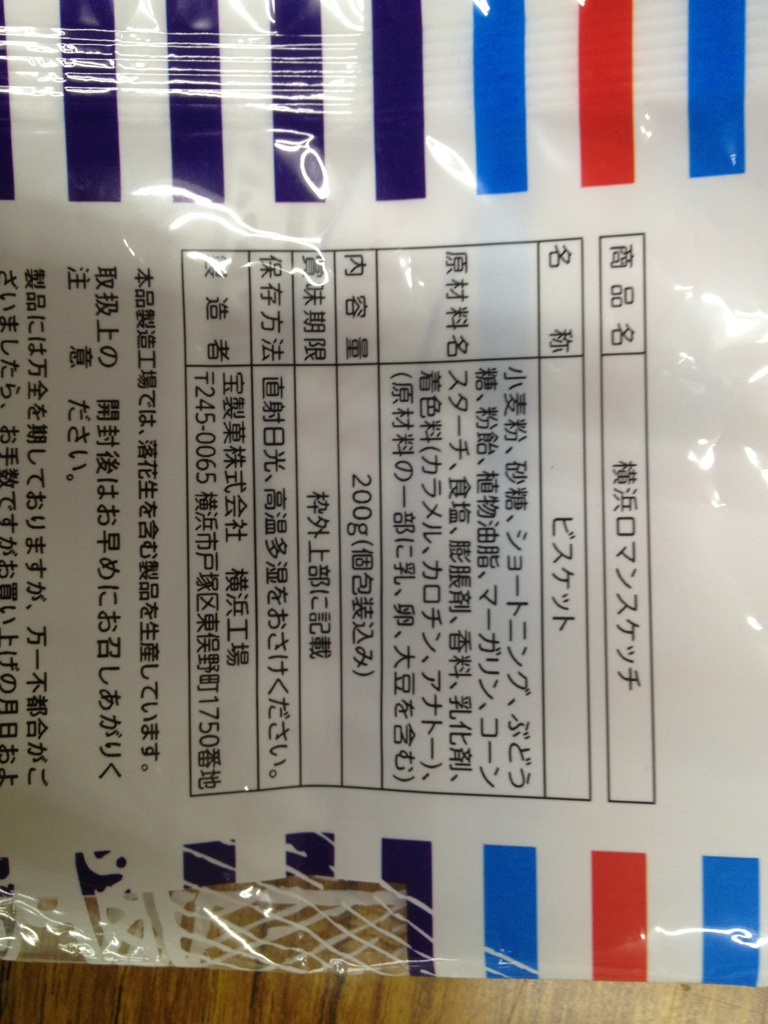 商品名 横浜ロマンスケッチ
名称 ビスケット
原材料名 小麦粉、砂糖、ショートニング、ぶどう
糖、粉飴、植物油脂、マーガリン、コーン
スターチ、食塩、膨脹剤、香料、乳化剤、
着色料(カラメル、カロチン、アナトー)、
(原材料の一部に乳、卵、大豆を含む)
内容量 200g(個包装込み)
賞味期限 枠外上部に記載
保存方法 直射日光、高温多湿をおさけください。
製造者 宝製菓株式会社 横浜工場
〒245-0065 横浜市戸塚区東俣野町1750番地
本品製造工場では、落花生を含む製品を生産しています。
取扱上の 開封後はお早めにお召しあがりく
注意 ださい。
製品には万全を期しておりますが、万一不都合がご
ざいましたら、お手数ですがお買い上げの月日およ